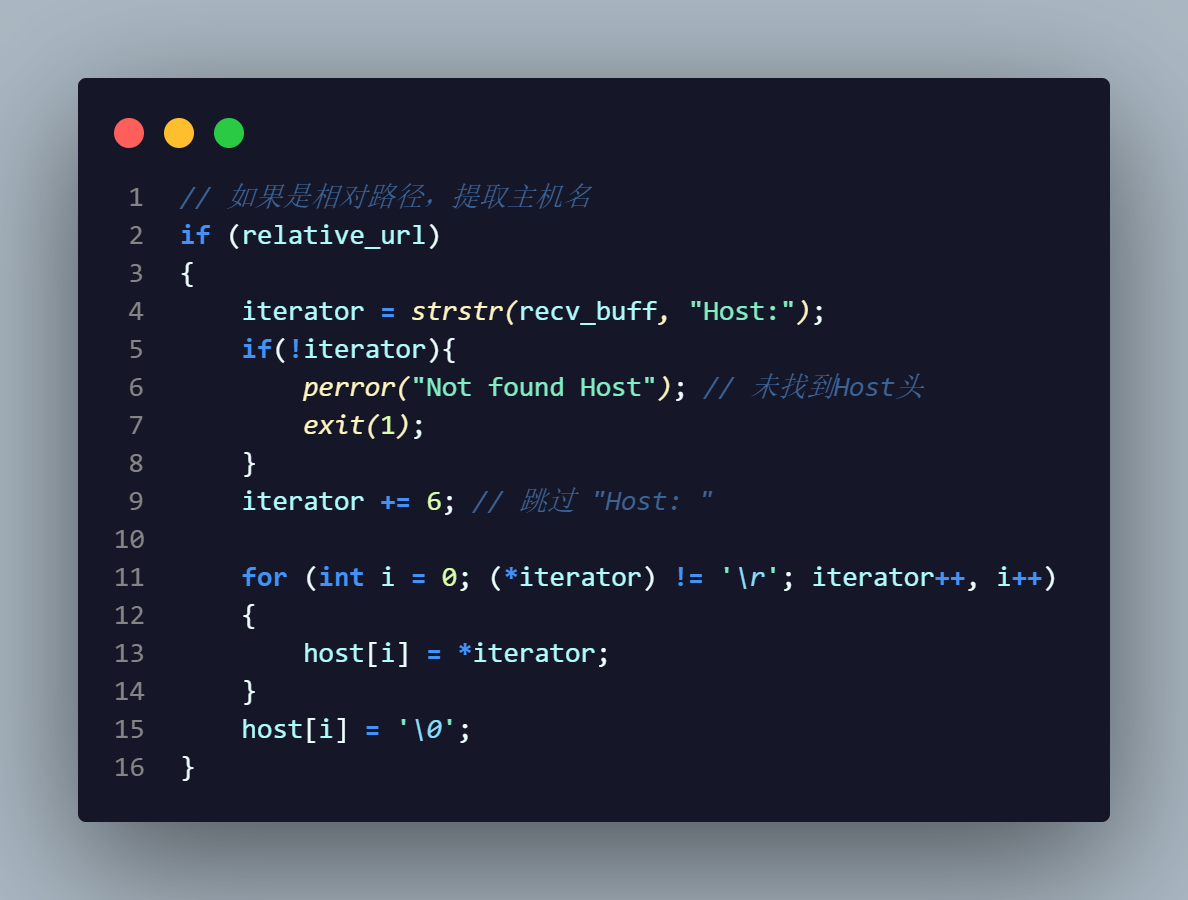 1 // 如果是相对路径，提取主机名
2 if (relative_url)
3 {
4     iterator = strstr(recv_buff, "Host:");
5     if(!iterator){
6         perror("Not found Host"); // 未找到Host头
7         exit(1);
8     }
9     iterator += 6; // 跳过 "Host: "
10
11     for (int i = 0; (*iterator) != '\r'; iterator++, i++)
12     {
13         host[i] = *iterator;
14     }
15     host[i] = '\0';
16 }